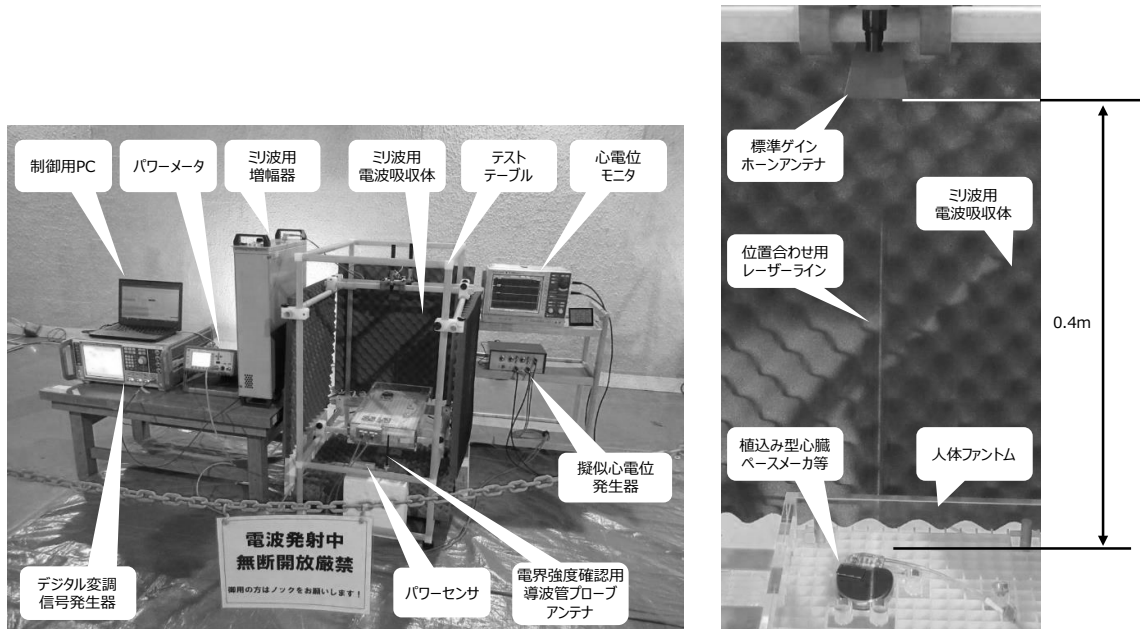 制御用PC
パワーメータ
ミリ波用
増幅器
ミリ波用
電波吸収体
テスト
テーブル
心電位
モニタ
擬似心電位
発生器
電波発射中
無断開放厳禁
御用の方はノックをお願いします！
デジタル変調
信号発生器
パワーセンサ
電界強度確認用
導波管プローブ
アンテナ
標準ゲイン
ホーンアンテナ
ミリ波用
電波吸収体
位置合わせ用
レーザーライン
0.4m
植込み型心臓
ペースメーカ等
人体ファントム